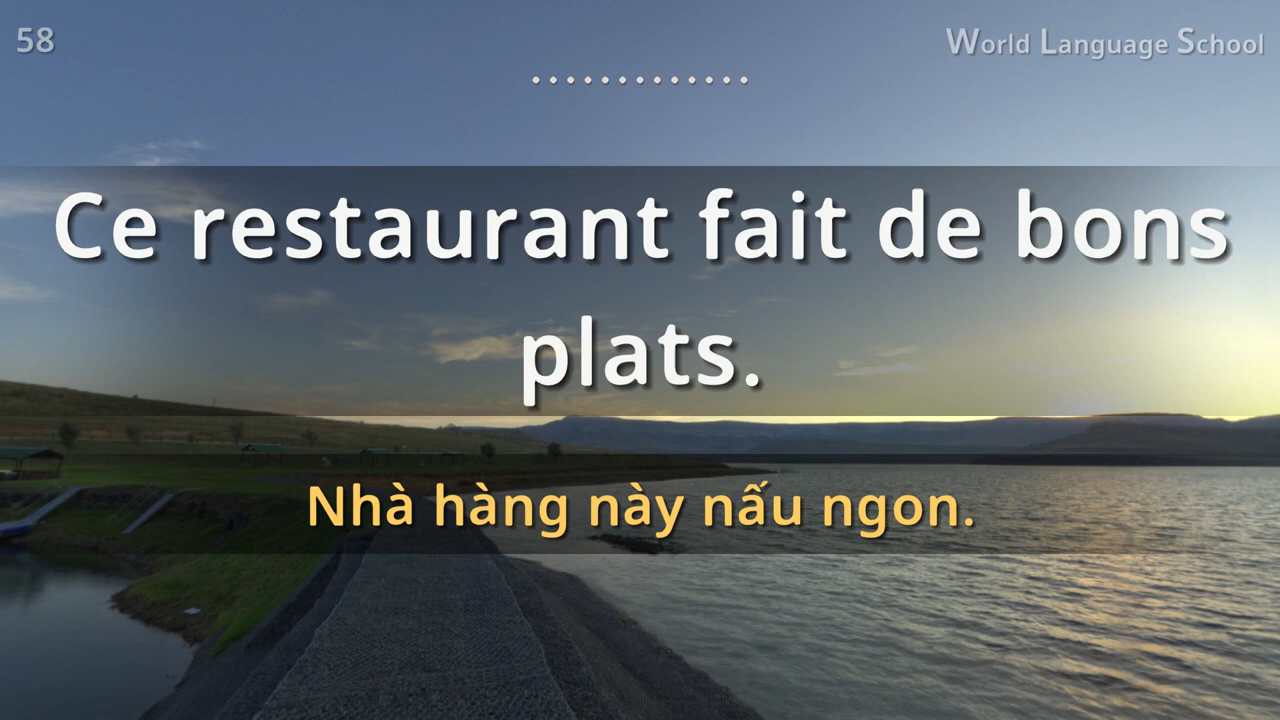 58
World Language School
Ce restaurant fait de bons
plats.
Nhà hàng này nấu ngon.